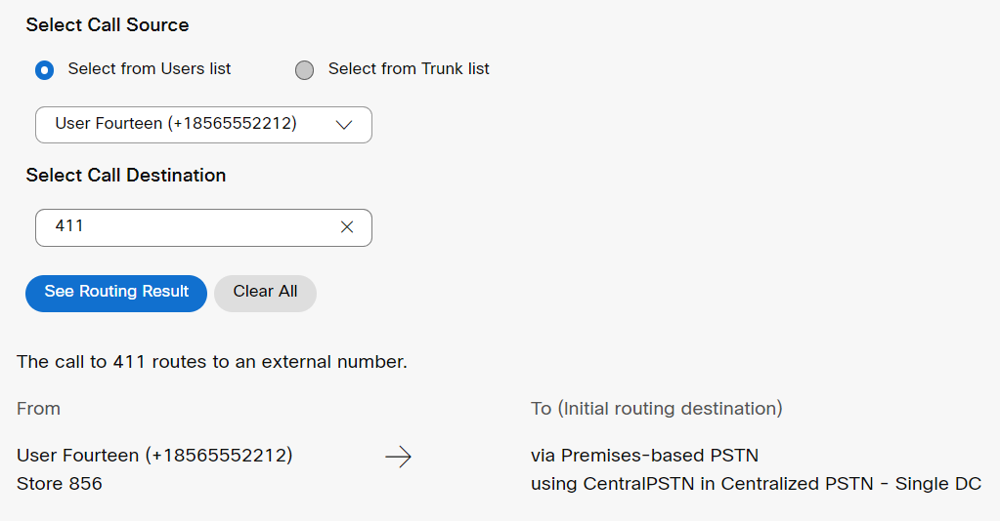 Select Call Source
Select from Users list
Select from Trunk list
User Fourteen (+18565552212)
Select Call Destination
411
See Routing Result
Clear All
The call to 411 routes to an external number.
From
To (Initial routing destination)
User Fourteen (+18565552212)
via Premises-based PSTN
Store 856
using CentralPSTN in Centralized PSTN - Single DC